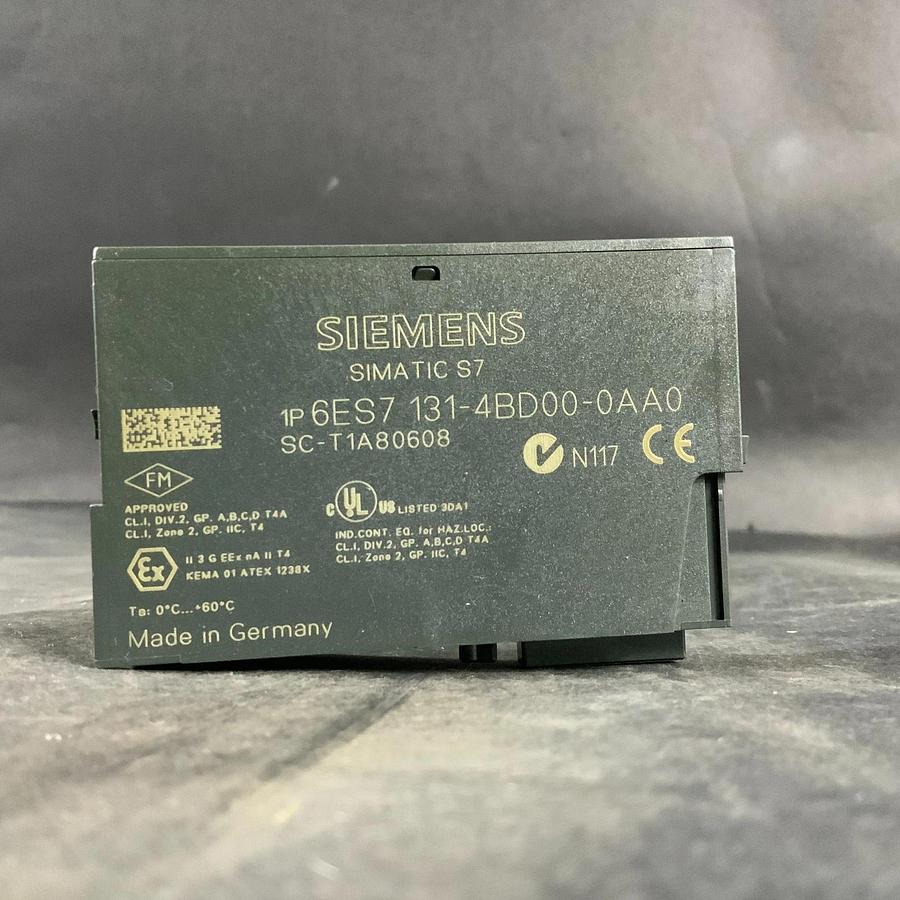 SIEMENS
SIMATIC S7
1P 6ES7 131-4BD00-0AA0
SC-T1A80608
N117 CE
FM
APPROVED
CL.I, DIV.2, GP. A,B,C,D T4A
CL.I, Zone 2, GP. IIC, T4
c UL US LISTED 3DA1
IND.CONT. EQ. for HAZ.LOC.:
CL.I, DIV.2, GP. A,B,C,D T4A
CL.I, Zone 2, GP. IIC, T4
Ex II 3 G EEx nA II T4
KEMA 01 ATEX 1238X
Ta: 0°C...+60°C
Made in Germany